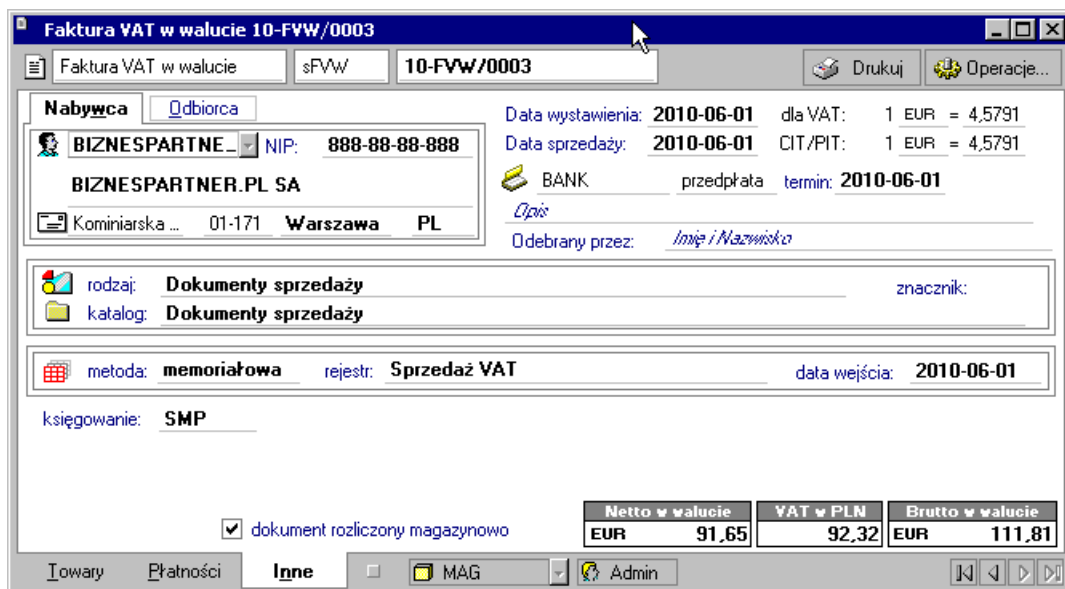 Faktura VAT w walucie 10-FVW/0003
Faktura VAT w walucie sFVW 10-FVW/0003 Drukuj Operacje...
Nabywca Odbiorca
BIZNESPARTNE_ NIP: 888-88-88-888
BIZNESPARTNER.PL SA
Kominiarska ... 01-171 Warszawa PL
Data wystawienia: 2010-06-01 dla VAT: 1 EUR = 4,5791
Data sprzedaży: 2010-06-01 CIT/PIT: 1 EUR = 4,5791
BANK przedpłata termin: 2010-06-01
Opis
Odebrany przez: Imię i Nazwisko
rodzaj: Dokumenty sprzedaży znacznik:
katalog: Dokumenty sprzedaży
metoda: memoriałowa rejestr: Sprzedaż VAT data wejścia: 2010-06-01
księgowanie: SMP
Netto w walucie VAT w PLN Brutto w walucie
dokument rozliczony magazynowo EUR 91,65 92,32 EUR 111,81
Towary Płatności Inne MAG Admin